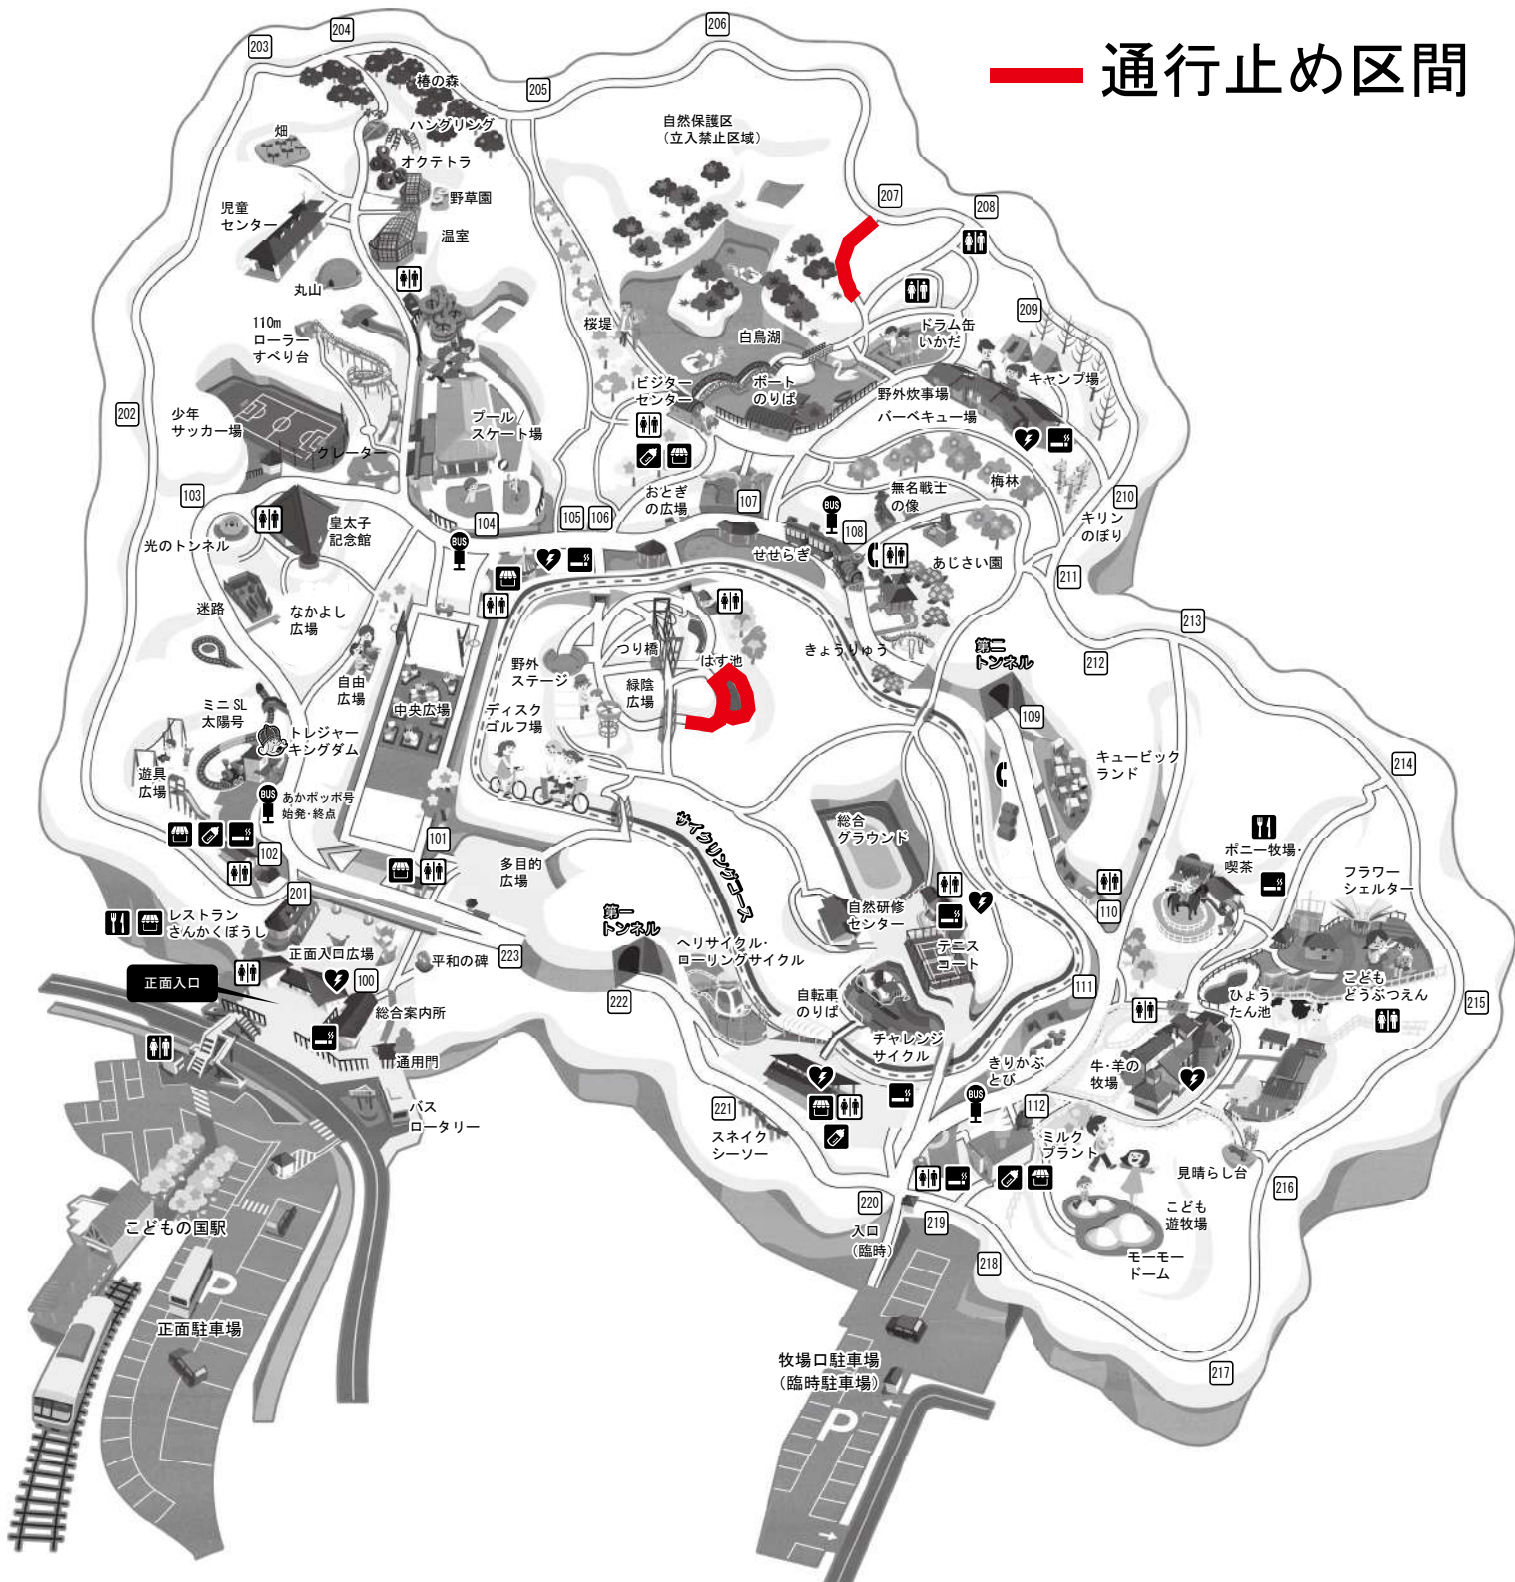 通行止め区間
203
204
205
206
椿の森
ハングリング
オクテトラ
畑
野草園
児童
センター
温室
丸山
110m
ローラー
すべり台
自然保護区
(立入禁止区域)
207
208
209
桜堤
白鳥湖
ドラム缶
いかだ
キャンプ場
ビジター
センター
ボート
のりば
野外炊事場
バーベキュー場
202
少年
サッカー場
クレーター
プール/
スケート場
103
光のトンネル
皇太子
記念館
104
105
106
おとぎ
の広場
107
BUS
BUS
108
無名戦士
の像
梅林
210
キリン
のぼり
211
せせらぎ
あじさい園
迷路
なかよし
広場
自由
広場
ミニSL
太陽号
トレジャー
キングダム
中央広場
野外
ステージ
つり橋
はす池
緑陰
広場
ディスク
ゴルフ場
きょうりゅう
第二
トンネル
212
213
109
キュービック
ランド
214
遊具
広場
BUS
あかポッポ号
始発・終点
102
101
201
多目的
広場
サイクリングコース
総合
グラウンド
ポニー牧場・
喫茶
フラワー
シェルター
110
レストラン
さんかくぼうし
正面入口広場
正面入口
100
総合案内所
平和の碑
223
通用門
バス
ロータリー
第一
トンネル
222
ヘリサイクル・
ローリングサイクル
自然研修
センター
テニス
コート
自転車
のりば
チャレンジ
サイクル
111
ひょう
たん池
こども
どうぶつえん
215
きりかぶ
とび
BUS
牛・羊の
牧場
112
ミルク
プラント
221
スネイク
シーソー
見晴らし台
216
こども
遊牧場
モーモー
ドーム
220
入口
(臨時)
219
218
217
こどもの国駅
P
正面駐車場
牧場口駐車場
(臨時駐車場)
P